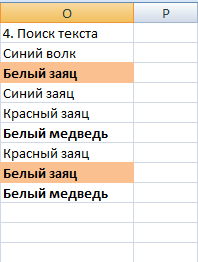 O P
4. Поиск текста
Синий волк
Белый заяц
Синий заяц
Красный заяц
Белый медведь
Красный заяц
Белый заяц
Белый медведь